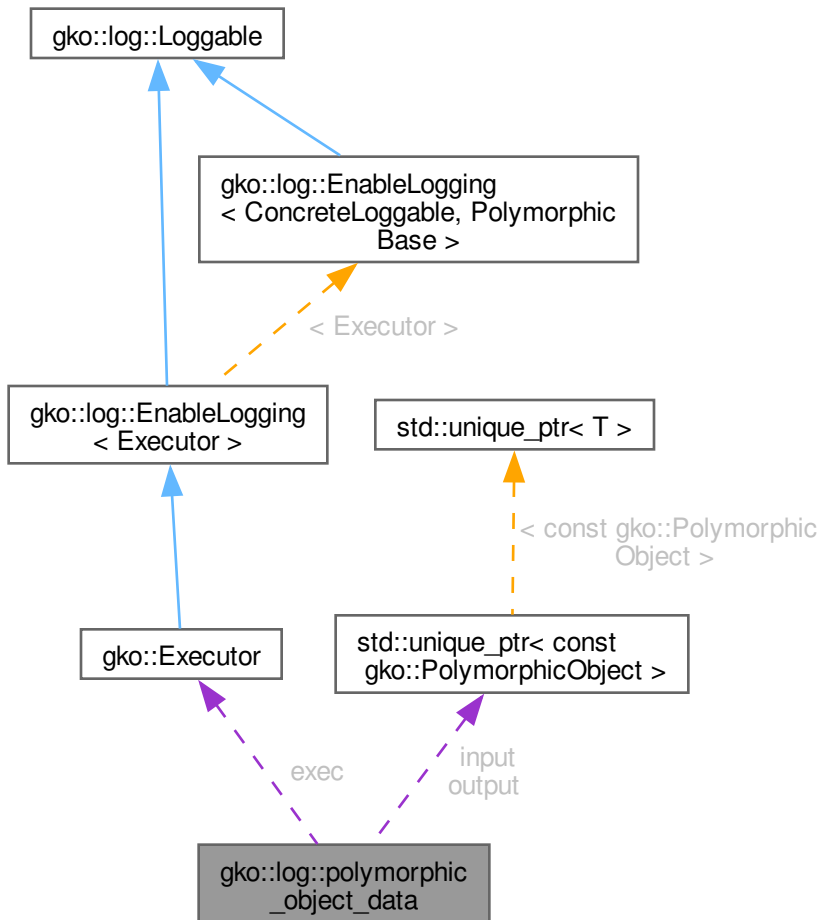 gko::log::Loggable
gko::log::EnableLogging
< ConcreteLoggable, Polymorphic
Base >
< Executor >
gko::log::EnableLogging
< Executor >
std::unique_ptr< T >
< const gko::Polymorphic
Object >
gko::Executor
std::unique_ptr< const
gko::PolymorphicObject >
exec
input
output
gko::log::polymorphic
_object_data